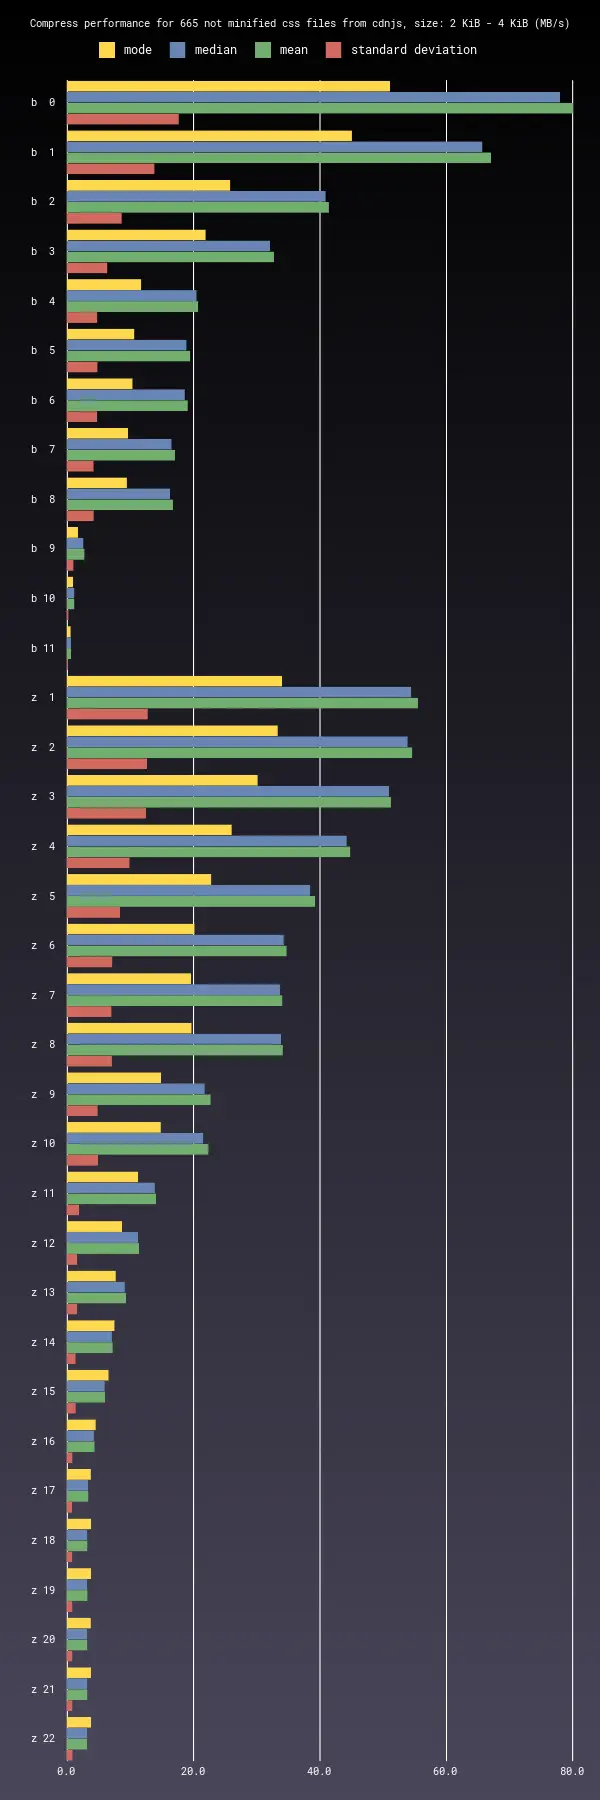 Compress performance for 665 not minified css files from cdnjs, size: 2 KiB - 4 KiB (MB/s)
mode median mean standard deviation
b 0
b 1
b 2
b 3
b 4
b 5
b 6
b 7
b 8
b 9
b 10
b 11
z 1
z 2
z 3
z 4
z 5
z 6
z 7
z 8
z 9
z 10
z 11
z 12
z 13
z 14
z 15
z 16
z 17
z 18
z 19
z 20
z 21
z 22
0.0 20.0 40.0 60.0 80.0